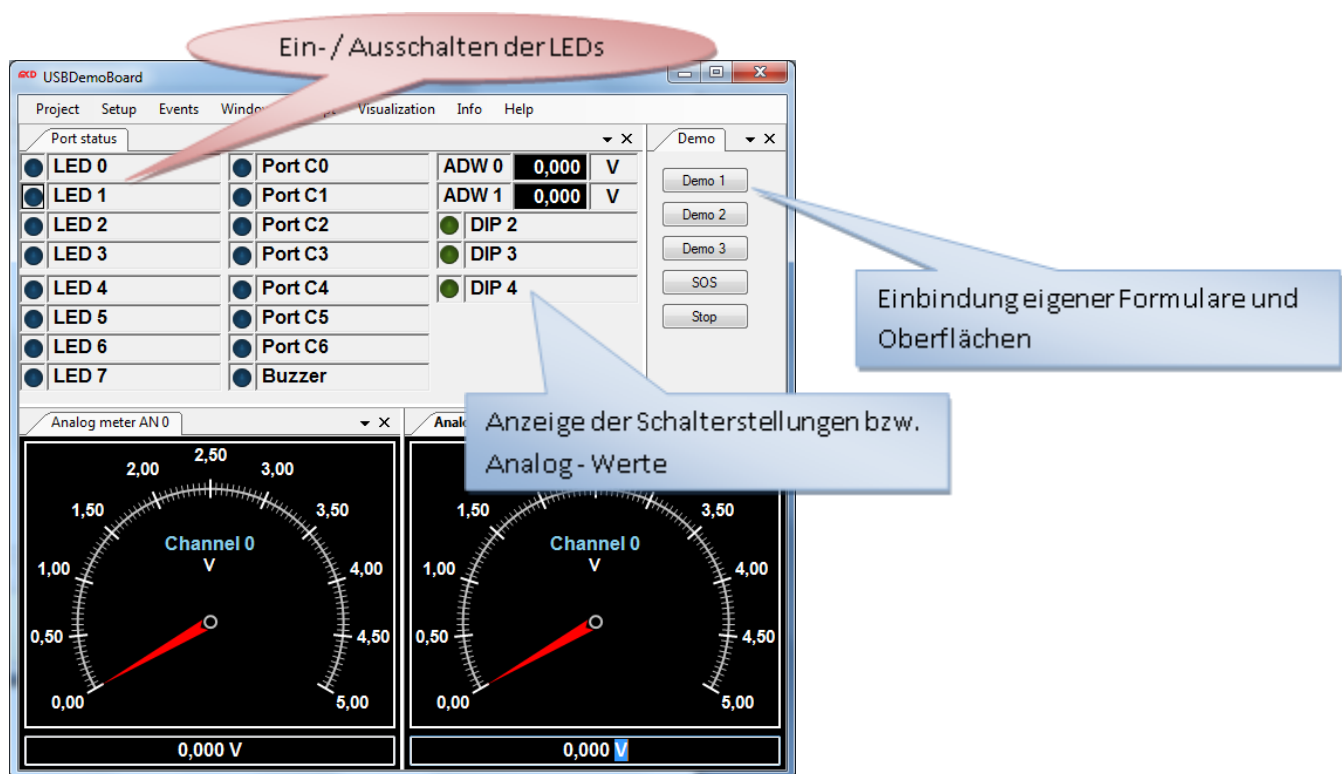 Ein- / Ausschalten der LEDs
USBDemoBoard
Project Setup Events Visualization Info Help
Port status
Demo
LED 0 Port C0 ADW 0 0,000 V
LED 1 Port C1 ADW 1 0,000 V
LED 2 Port C2 DIP 2
LED 3 Port C3 DIP 3
LED 4 Port C4 DIP 4
LED 5 Port C5
LED 6 Port C6
LED 7 Buzzer
Demo 1
Demo 2
Demo 3
SOS
Stop
Einbindung eigener Formulare und
Oberflächen
Anzeige der Schalterstellungen bzw.
Analog - Werte
Analog meter AN 0
0,00
0,50
1,00
1,50
2,00
2,50
3,00
3,50
4,00
4,50
5,00
Channel 0
V
0,000 V
0,00
0,50
1,00
1,50
3,50
4,00
4,50
5,00
Channel 0
V
0,000 V